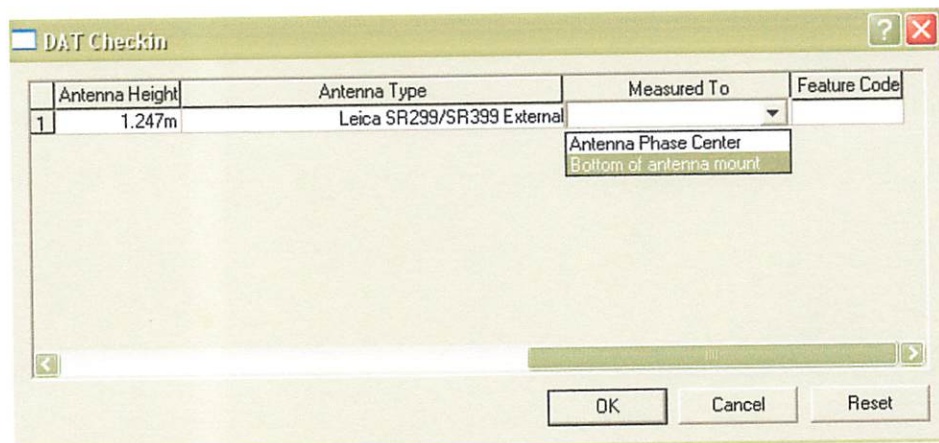 DAT Checkin
Antenna Height Antenna Type Measured To Feature Code
1 1.247m Leica SR299/SR399 External
Antenna Phase Center
Bottom of antenna mount
OK Cancel Reset